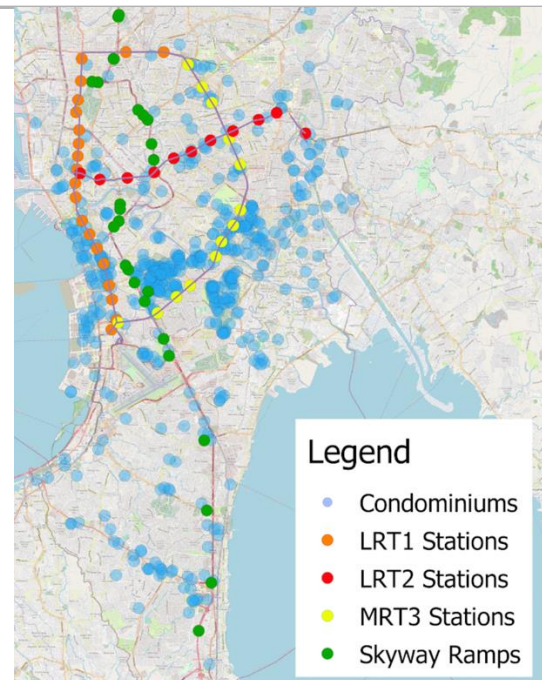 Legend
Condominiums
LRT1 Stations
LRT2 Stations
MRT3 Stations
Skyway Ramps